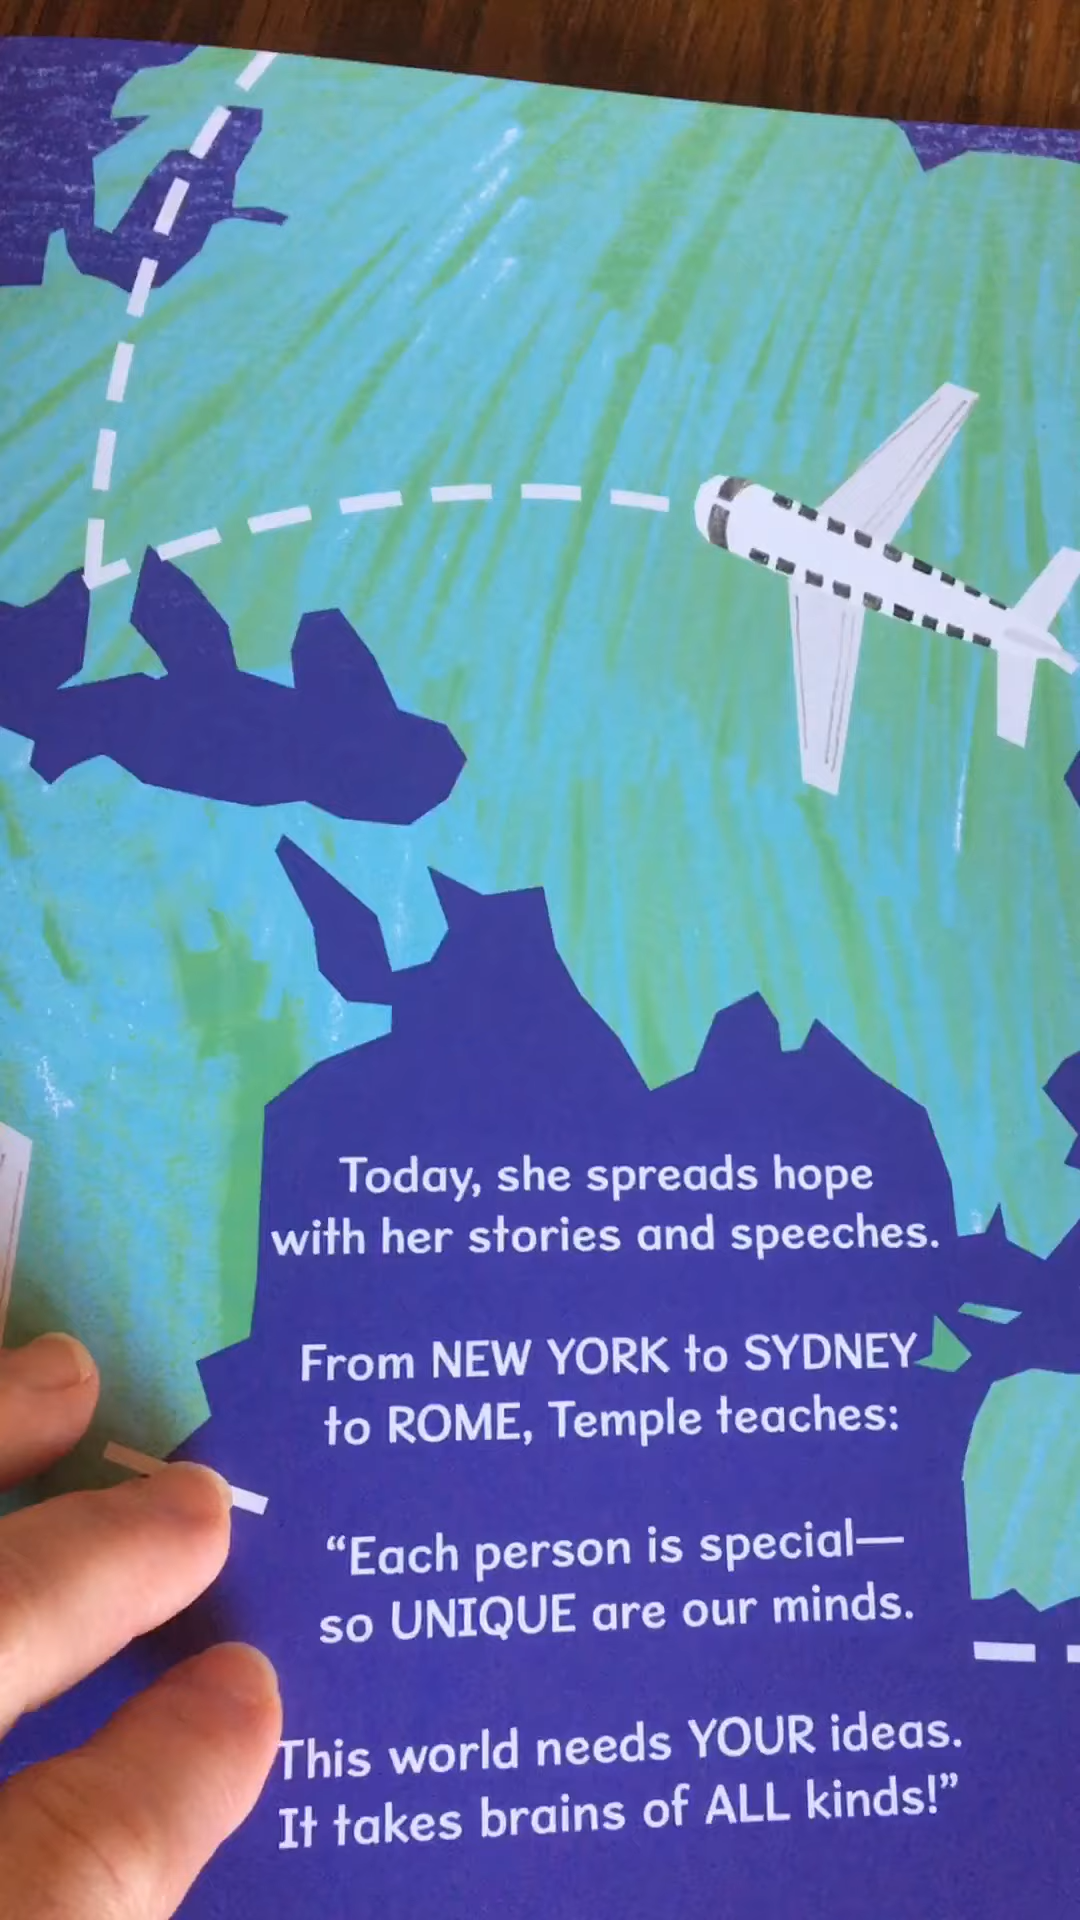 Today, she spreads hope
with her stories and speeches.
From NEW YORK to SYDNEY
to ROME, Temple teaches:
“Each person is special—
so UNIQUE are our minds.
This world needs YOUR ideas.
It takes brains of ALL kinds!”